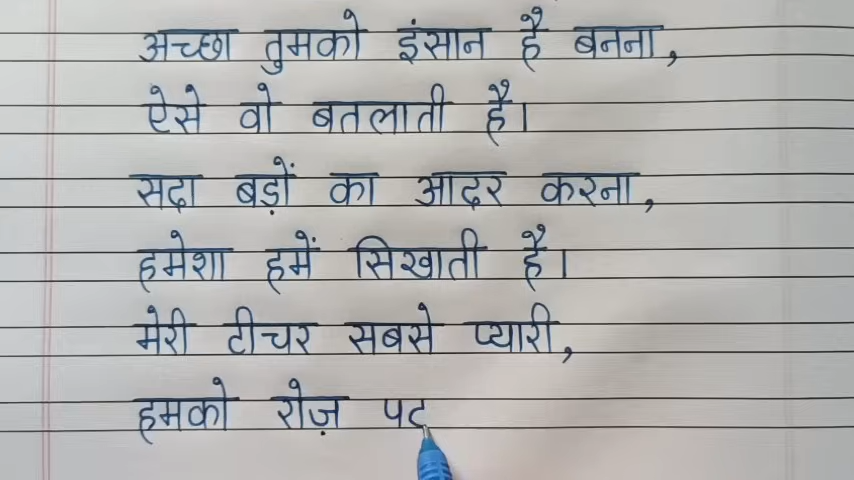 अच्छा तुमको इंसान है बनना,
ऐसे वो बतलाती है।
सदा बड़ों का आदर करना,
हमेशा हमें सिखाती है।
मेरी टीचर सबसे प्यारी,
हमको रोज़